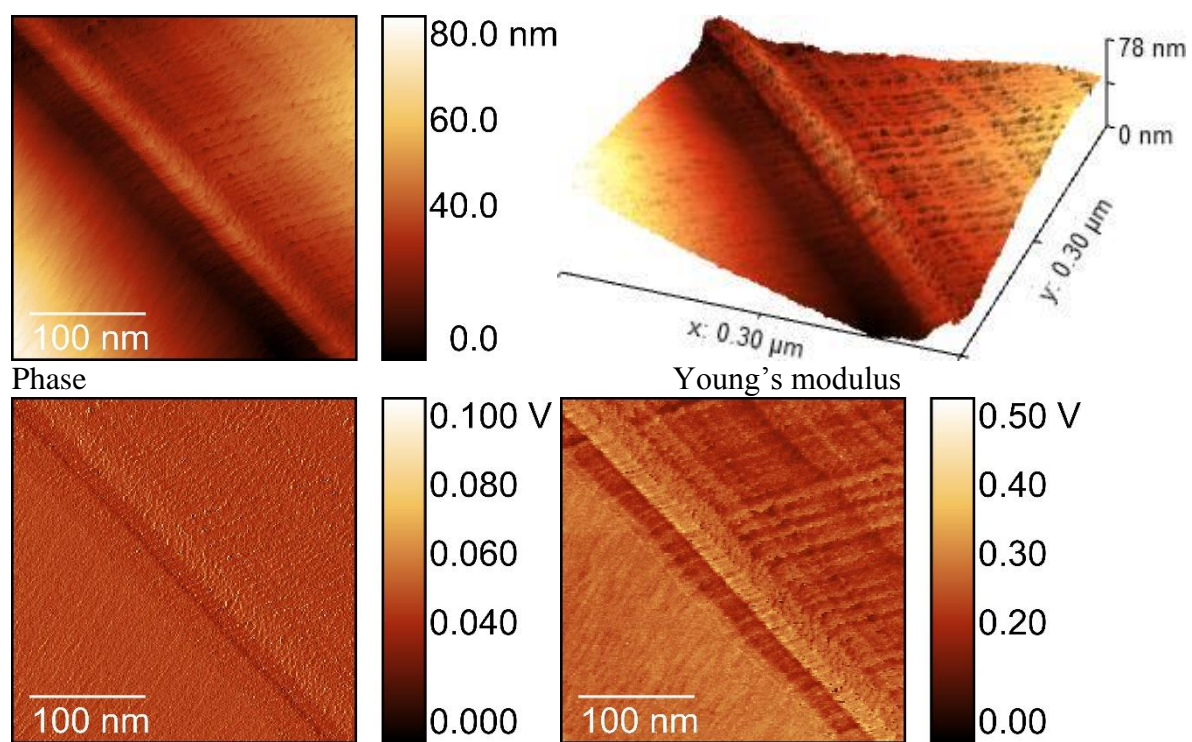 80.0 nm
60.0
40.0
0.0
100 nm
78 nm
0 nm
x: 0.30 µm
y: 0.30 µm
Phase
Young’s modulus
0.100 V
0.080
0.060
0.040
0.000
100 nm
0.50 V
0.40
0.30
0.20
0.00
100 nm